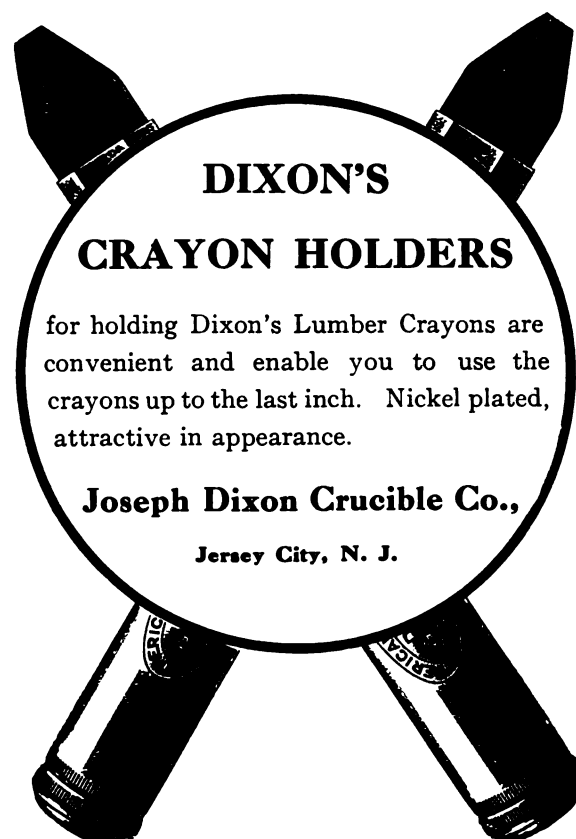 DIXON'S
CRAYON HOLDERS
for holding Dixon's Lumber Crayons are
convenient and enable you to use the
crayons up to the last inch. Nickel plated,
attractive in appearance.
Joseph Dixon Crucible Co.,
Jersey City, N. J.